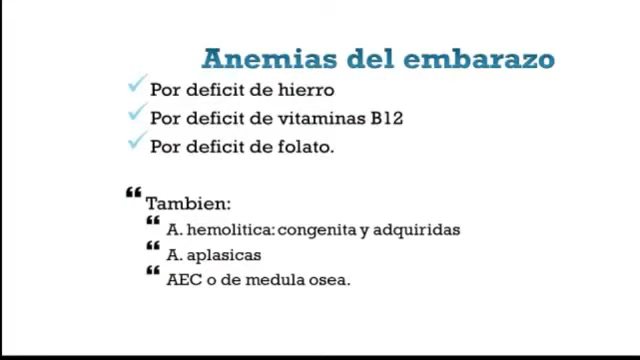 Anemias del embarazo
Por deficit de hierro
Por deficit de vitaminas B12
Por deficit de folato.
Tambien:
A. hemolitica: congenita y adquiridas
A. aplasicas
AEC o de medula osea.